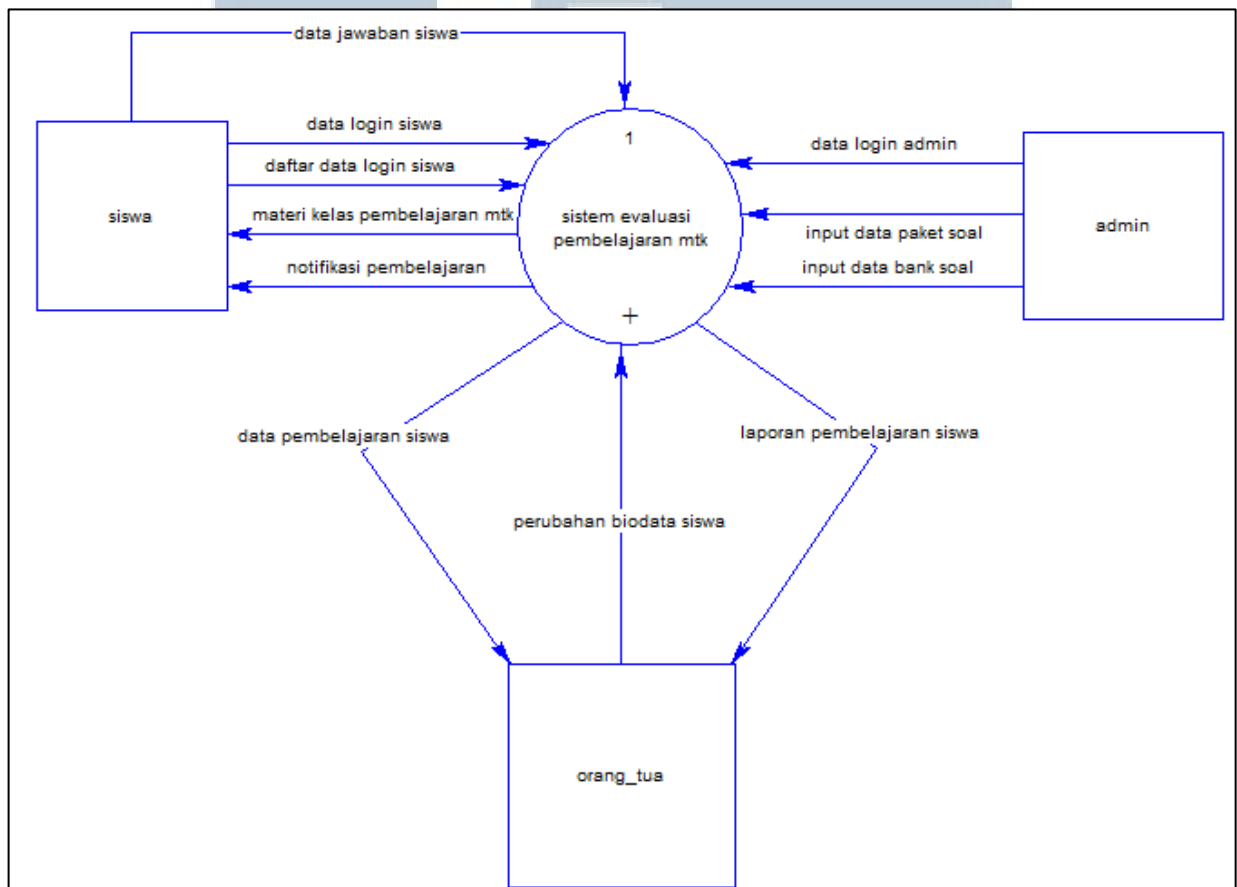 data jawaban siswa
data login siswa
daftar data login siswa
materi kelas pembelajaran mtk
notifikasi pembelajaran
siswa
1
sistem evaluasi
pembelajaran mtk
+
data login admin
input data paket soal
input data bank soal
admin
data pembelajaran siswa
laporan pembelajaran siswa
perubahan biodata siswa
orang_tua